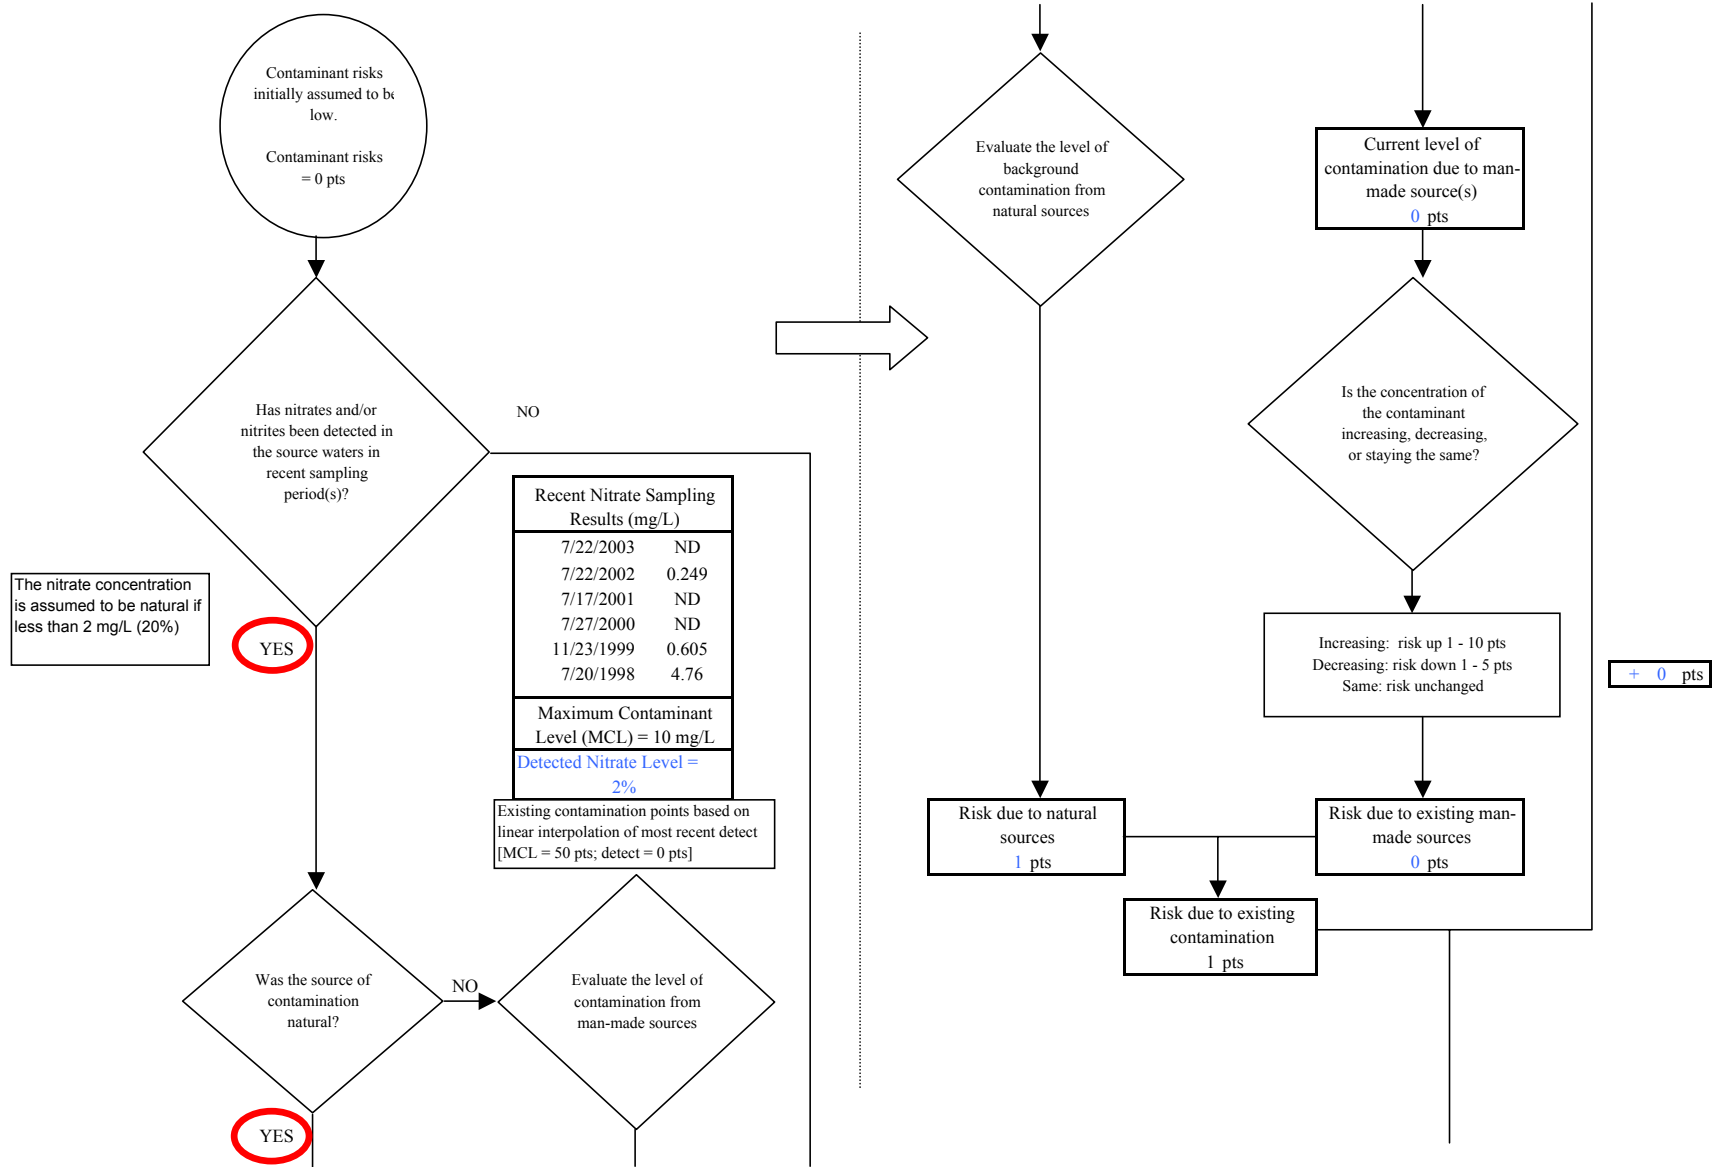 Contaminant risks
initially assumed to be
low.
Contaminant risks
= 0 pts
Has nitrates and/or
nitrites been detected in
the source waters in
recent sampling
period(s)?
NO
The nitrate concentration
is assumed to be natural if
less than 2 mg/L (20%)
YES
Recent Nitrate Sampling
Results (mg/L)
7/22/2003 ND
7/22/2002 0.249
7/17/2001 ND
7/27/2000 ND
11/23/1999 0.605
7/20/1998 4.76
Maximum Contaminant
Level (MCL) = 10 mg/L
Detected Nitrate Level =
2%
Existing contamination points based on
linear interpolation of most recent detect
[MCL = 50 pts; detect = 0 pts]
Was the source of
contamination
natural?
NO
Evaluate the level of
contamination from
man-made sources
YES
Evaluate the level of
background
contamination from
natural sources
Current level of
contamination due to man-
made source(s)
0 pts
Is the concentration of
the contaminant
increasing, decreasing,
or staying the same?
Increasing: risk up 1 - 10 pts
Decreasing: risk down 1 - 5 pts
Same: risk unchanged
+ 0 pts
Risk due to natural
sources
1 pts
Risk due to existing man-
made sources
0 pts
Risk due to existing
contamination
1 pts